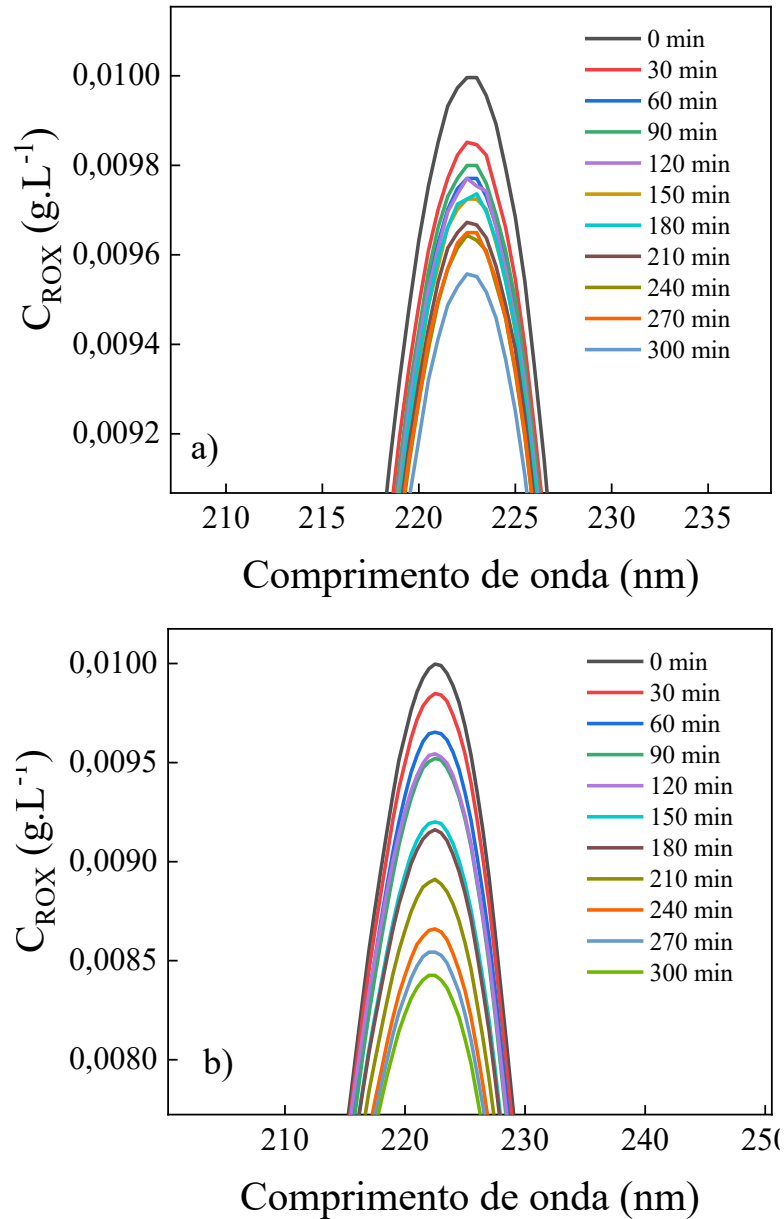 0,0100
0,0098
0,0096
0,0094
0,0092
C_ROX (g.L⁻¹)
0 min
30 min
60 min
90 min
120 min
150 min
180 min
210 min
240 min
270 min
300 min
a)
210 215 220 225 230 235
Comprimento de onda (nm)
0,0100
0,0095
0,0090
0,0085
0,0080
C_ROX (g.L⁻¹)
0 min
30 min
60 min
90 min
120 min
150 min
180 min
210 min
240 min
270 min
300 min
b)
210 220 230 240 250
Comprimento de onda (nm)